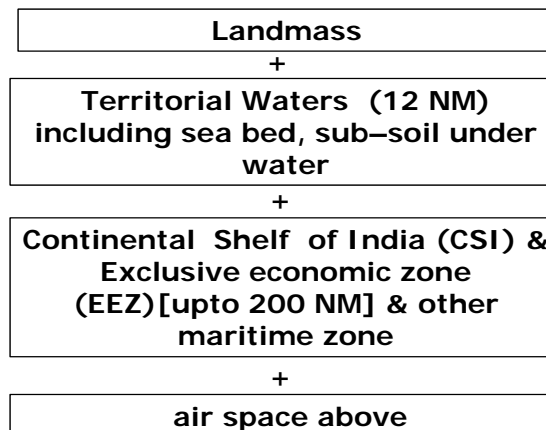 Landmass
+
Territorial Waters (12 NM)
including sea bed, sub–soil under
water
+
Continental Shelf of India (CSI) &
Exclusive economic zone
(EEZ)[upto 200 NM] & other
maritime zone
+
air space above